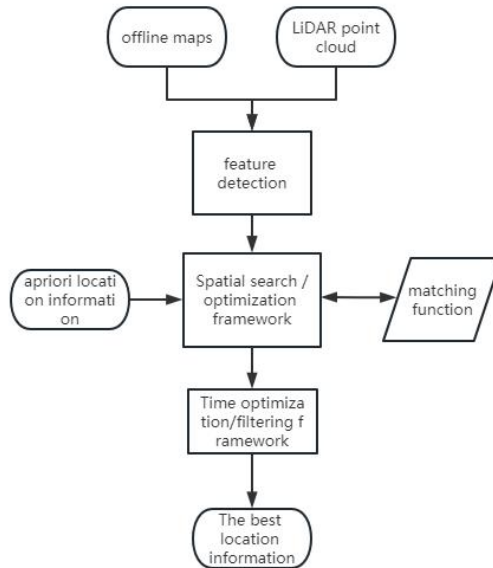 offline maps
LiDAR point
cloud
feature
detection
apriori locati
on informati
on
Spatial search /
optimization
framework
matching
function
Time optimiza
tion/filtering f
ramework
The best
location
information